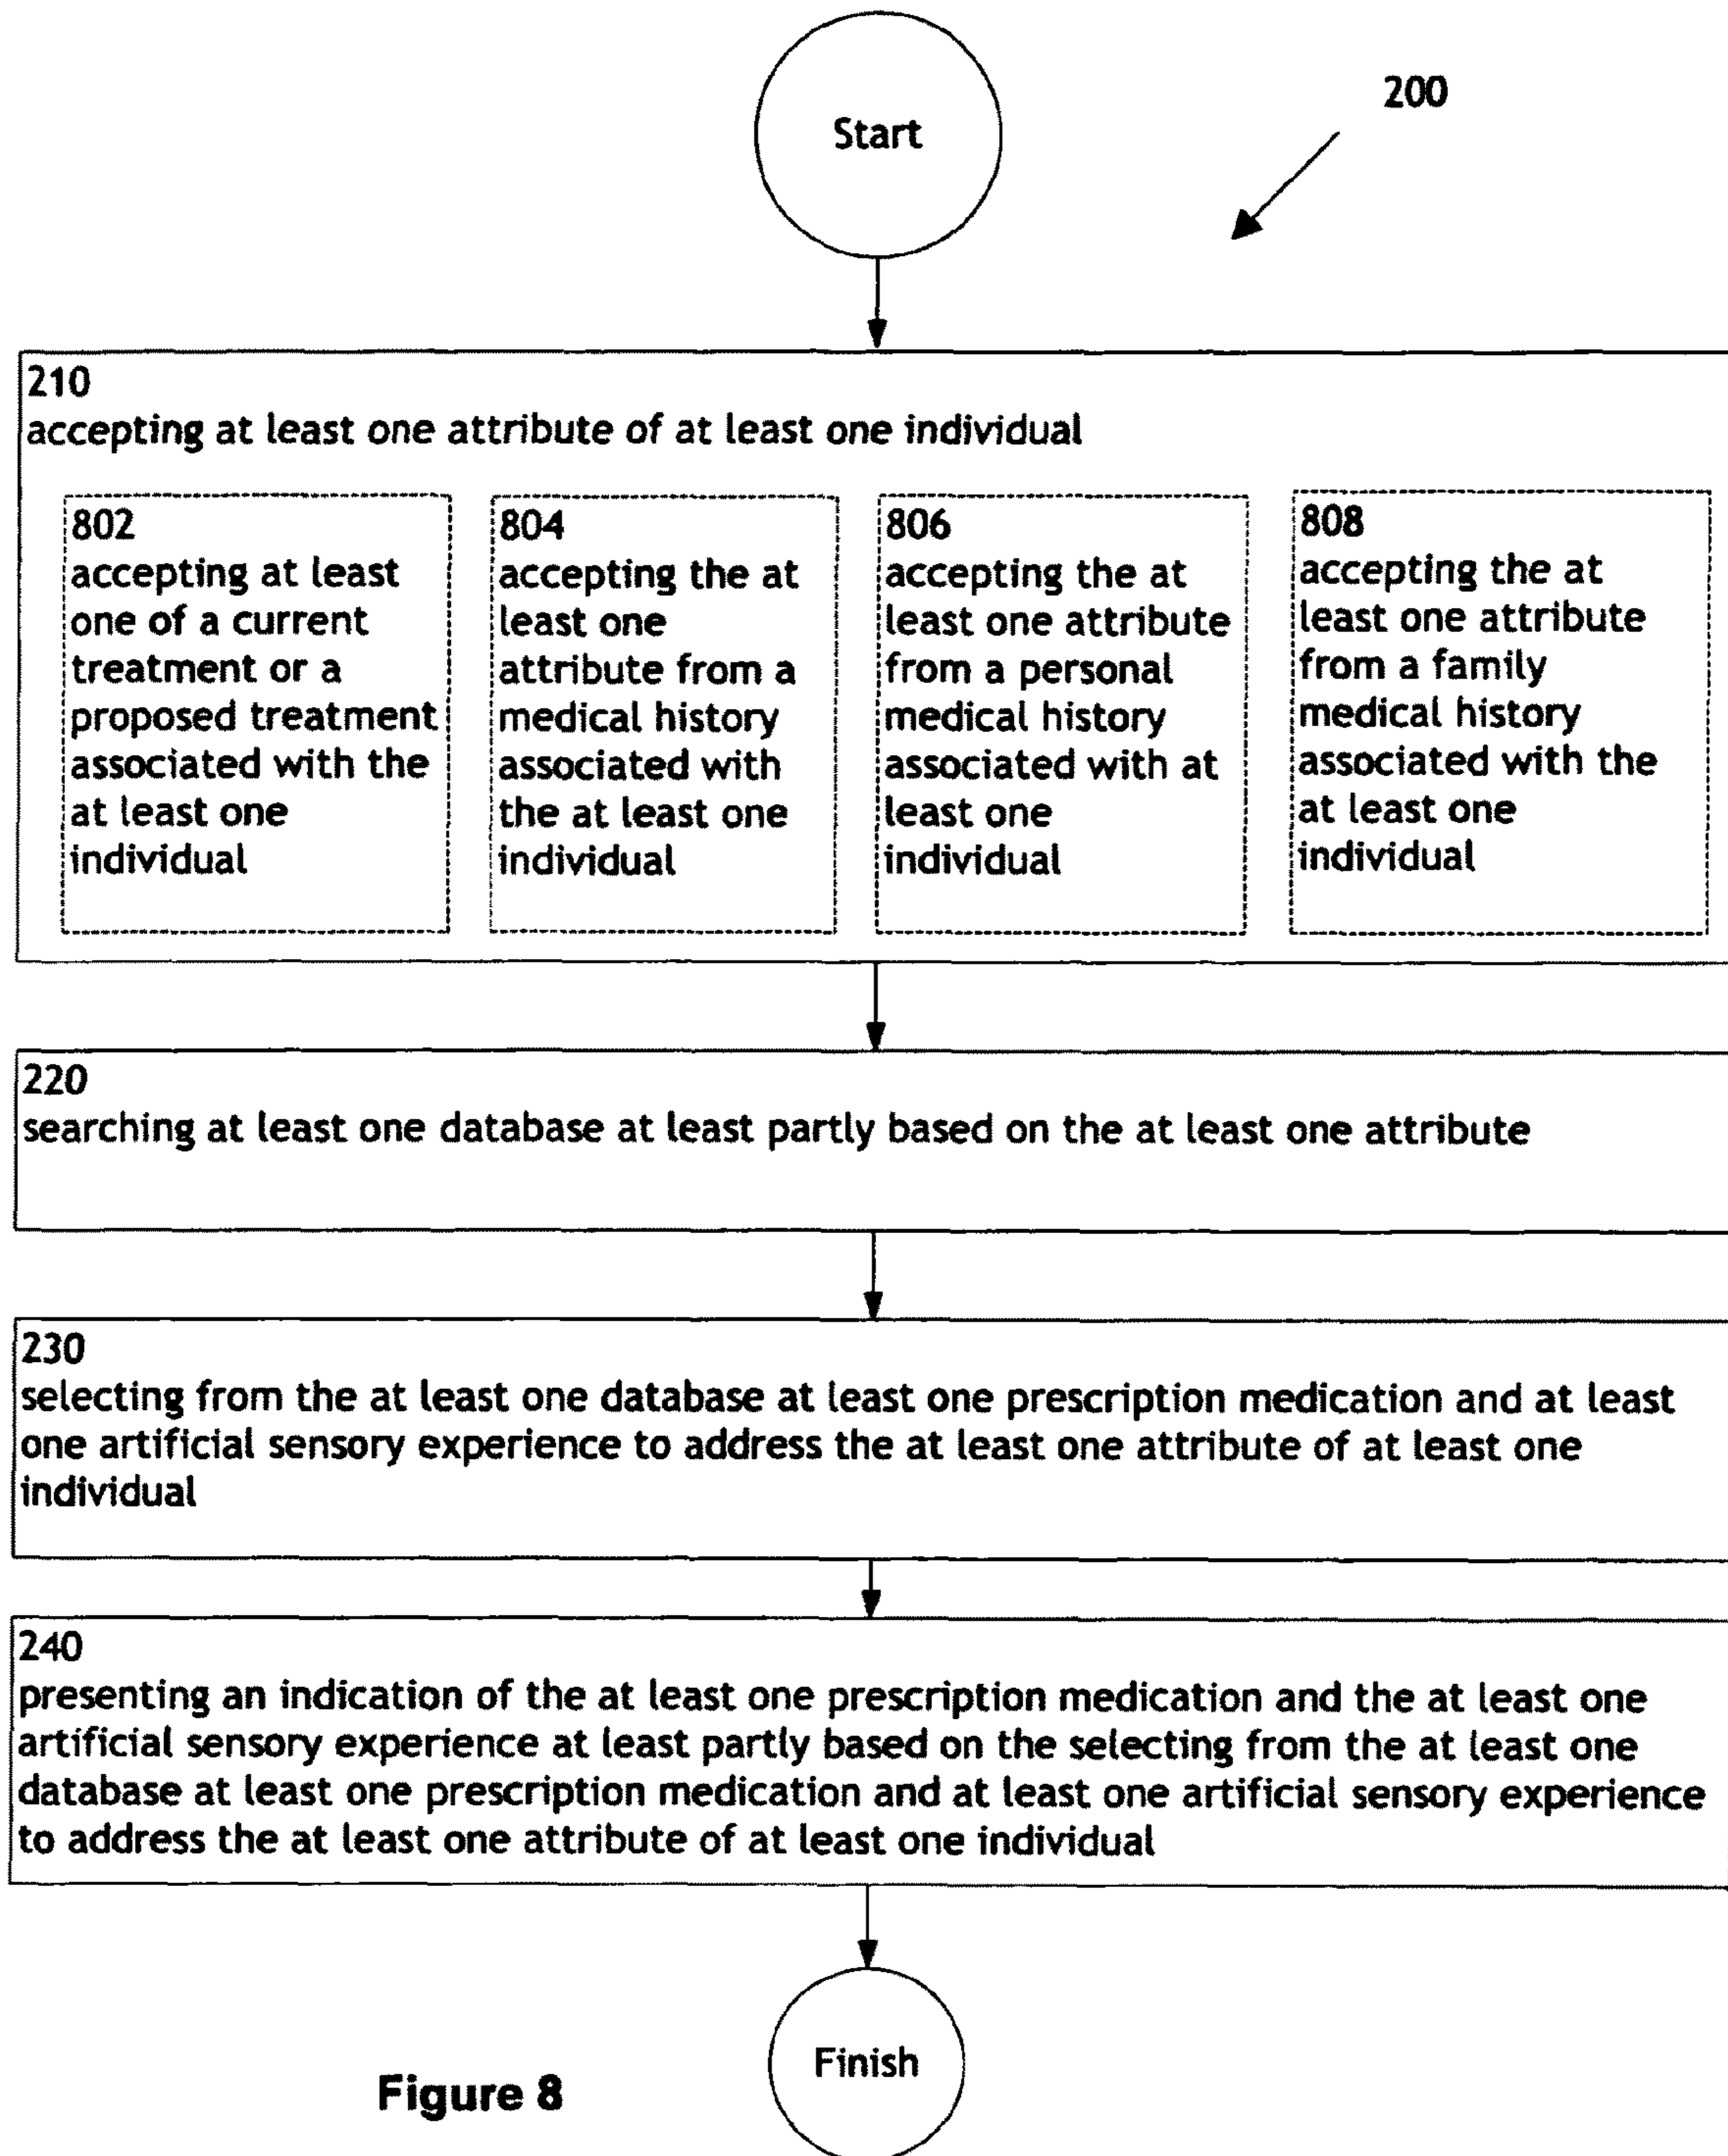 Start
200
210
accepting at least one attribute of at least one individual
802
accepting at least
one of a current
treatment or a
proposed treatment
associated with the
at least one
individual
804
accepting the at
least one
attribute from a
medical history
associated with
the at least one
individual
806
accepting the at
least one attribute
from a personal
medical history
associated with at
least one
individual
808
accepting the at
least one attribute
from a family
medical history
associated with the
at least one
individual
220
searching at least one database at least partly based on the at least one attribute
230
selecting from the at least one database at least one prescription medication and at least
one artificial sensory experience to address the at least one attribute of at least one
individual
240
presenting an indication of the at least one prescription medication and the at least one
artificial sensory experience at least partly based on the selecting from the at least one
database at least one prescription medication and at least one artificial sensory experience
to address the at least one attribute of at least one individual
Finish
Figure 8